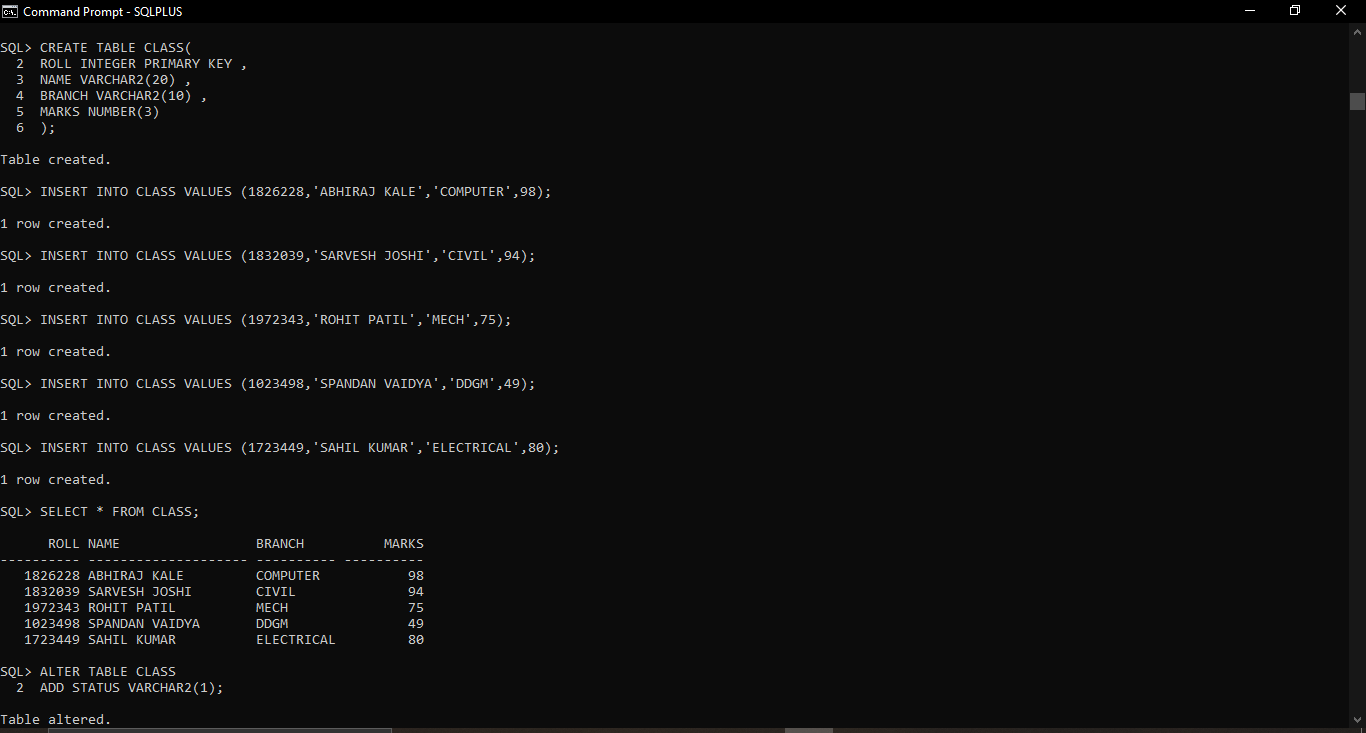 Command Prompt - SQLPLUS
SQL> CREATE TABLE CLASS(
  2  ROLL INTEGER PRIMARY KEY ,
  3  NAME VARCHAR2(20) ,
  4  BRANCH VARCHAR2(10) ,
  5  MARKS NUMBER(3)
  6  );
Table created.
SQL> INSERT INTO CLASS VALUES (1826228,'ABHIRAJ KALE','COMPUTER',98);
1 row created.
SQL> INSERT INTO CLASS VALUES (1832039,'SARVESH JOSHI','CIVIL',94);
1 row created.
SQL> INSERT INTO CLASS VALUES (1972343,'ROHIT PATIL','MECH',75);
1 row created.
SQL> INSERT INTO CLASS VALUES (1023498,'SPANDAN VAIDYA','DDGM',49);
1 row created.
SQL> INSERT INTO CLASS VALUES (1723449,'SAHIL KUMAR','ELECTRICAL',80);
1 row created.
SQL> SELECT * FROM CLASS;
      ROLL NAME                 BRANCH          MARKS
---------- -------------------- ---------- ----------
   1826228 ABHIRAJ KALE         COMPUTER           98
   1832039 SARVESH JOSHI        CIVIL              94
   1972343 ROHIT PATIL          MECH               75
   1023498 SPANDAN VAIDYA       DDGM               49
   1723449 SAHIL KUMAR          ELECTRICAL         80
SQL> ALTER TABLE CLASS
  2  ADD STATUS VARCHAR2(1);
Table altered.